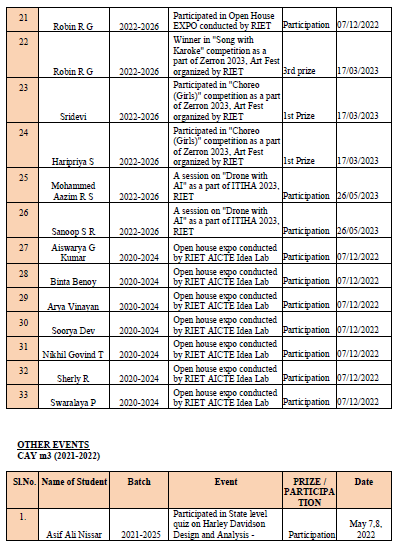 21 Robin R G 2022-2026 Participated in Open House EXPO conducted by RIET Participation 07/12/2022
22 Robin R G 2022-2026 Winner in "Song with Karoke" competition as a part of Zerron 2023, Art Fest organized by RIET 3rd prize 17/03/2023
23 Sridevi 2022-2026 Participated in "Choreo (Girls)" competition as a part of Zerron 2023, Art Fest organized by RIET 1st Prize 17/03/2023
24 Haripriya S 2022-2026 Participated in "Choreo (GirLs)" competition as a part of Zerron 2023, Art Fest organized by RIET 1st Prize 17/03/2023
25 Mohammed Aazim R S 2022-2026 A session on "Drone with AI" as a part of ITIHA 2023, RIET Participation 26/05/2023
26 Sanoop S R 2022-2026 A session on "Drone with AI" as a part of ITIHA 2023, RIET Participation 26/05/2023
27 Aiswarya G Kumar 2020-2024 Open house expo conducted by RIET AICTE Idea Lab Participation 07/12/2022
28 Binta Benoy 2020-2024 Open house expo conducted by RIET AICTE Idea Lab Participation 07/12/2022
29 Arya Vinayan 2020-2024 Open house expo conducted by RIET AICTE Idea Lab Participation 07/12/2022
30 Soorya Dev 2020-2024 Open house expo conducted by RIET AICTE Idea Lab Participation 07/12/2022
31 Nikhil Govind T 2020-2024 Open house expo conducted by RIET AICTE Idea Lab Participation 07/12/2022
32 Sherly R 2020-2024 Open house expo conducted by RIET AICTE Idea Lab Participation 07/12/2022
33 Swaralaya P 2020-2024 Open house expo conducted by RIET AICTE Idea Lab Participation 07/12/2022
OTHER EVENTS
CAY m3 (2021-2022)
Sl.No. Name of Student Batch Event PRIZE / PARTICIPA TION Date
1. Asif Ali Nissar 2021-2025 Participated in State level quiz on Harley Davidson Design and Analysis - Participation May 7,8, 2022